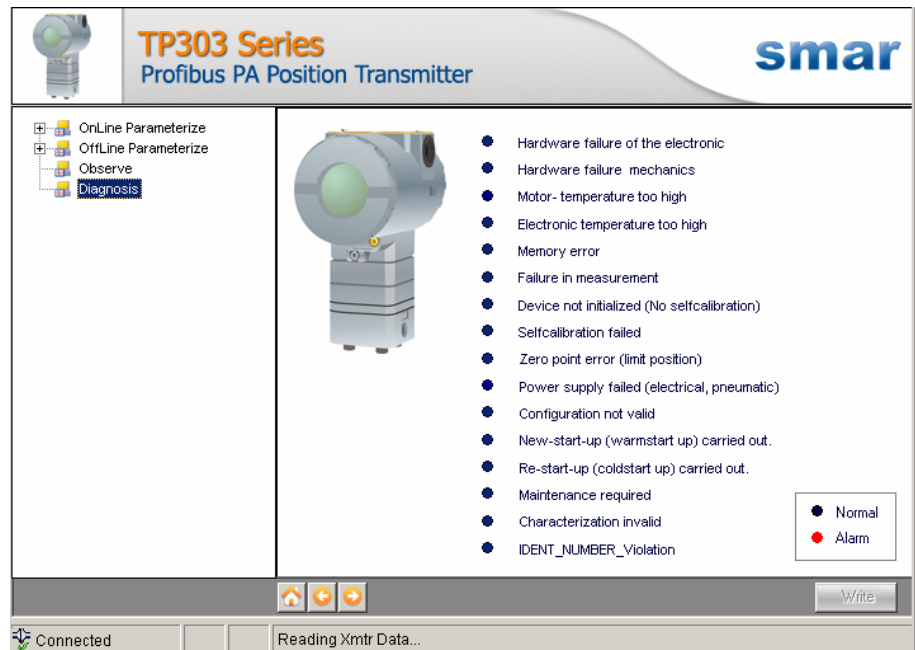 TP303 Series
Profibus PA Position Transmitter
smar
OnLine Parameterize
OffLine Parameterize
Observe
Diagnosis
Hardware failure of the electronic
Hardware failure mechanics
Motor- temperature too high
Electronic temperature too high
Memory error
Failure in measurement
Device not initialized (No selfcalibration)
Selfcalibration failed
Zero point error (limit position)
Power supply failed (electrical, pneumatic)
Configuration not valid
New-start-up (warmstart up) carried out.
Re-start-up (coldstart up) carried out.
Maintenance required
Characterization invalid
IDENT_NUMBER_Violation
Normal
Alarm
Write
Connected
Reading Xmtr Data...